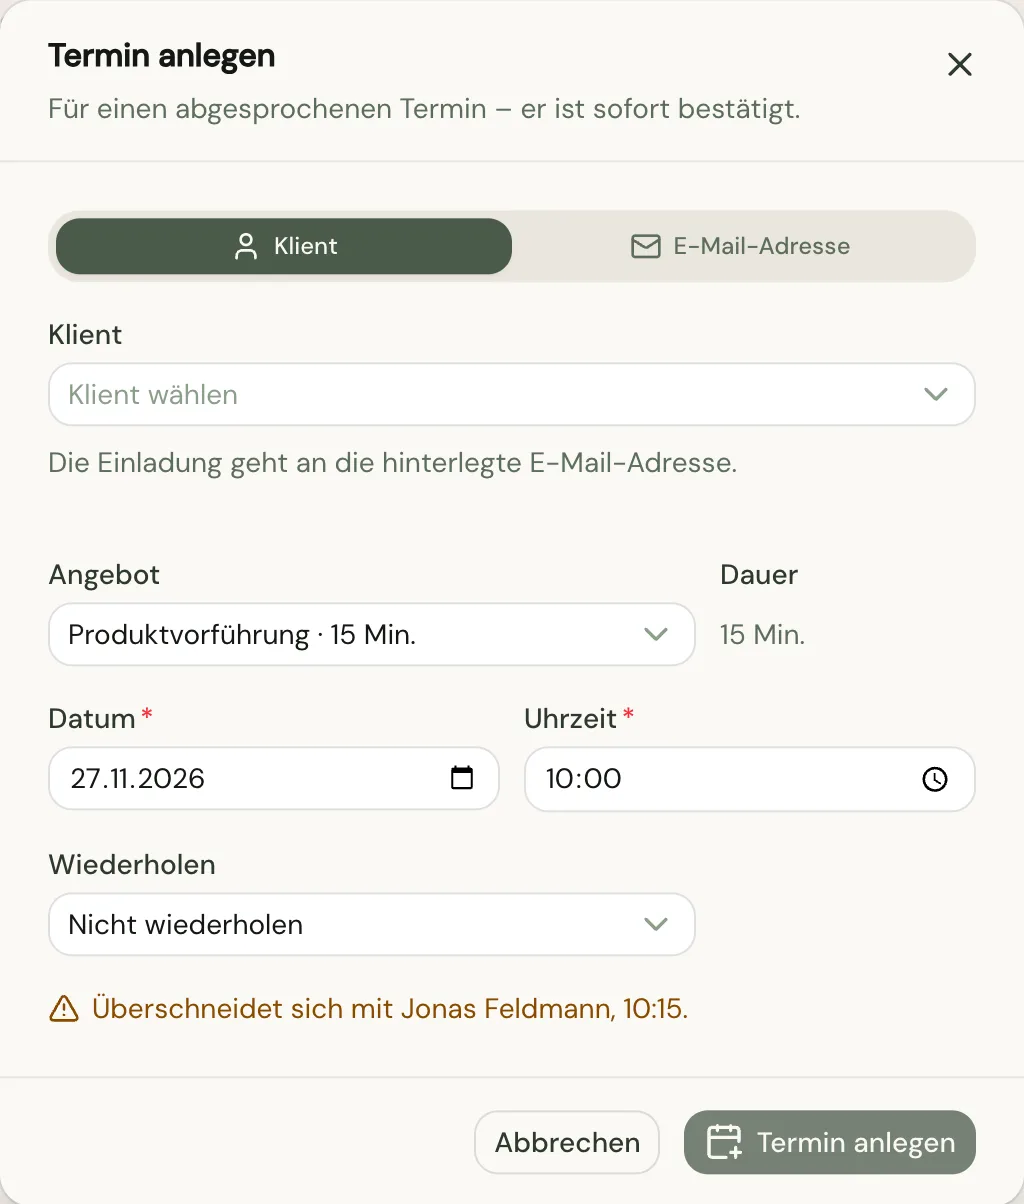 Termin anlegen
Für einen abgesprochenen Termin – er ist sofort bestätigt.
Klient
E-Mail-Adresse
Klient
Klient wählen
Die Einladung geht an die hinterlegte E-Mail-Adresse.
Angebot
Dauer
Produktvorführung · 15 Min.
15 Min.
Datum *
Uhrzeit *
27.11.2026
10:00
Wiederholen
Nicht wiederholen
Überschneidet sich mit Jonas Feldmann, 10:15.
Abbrechen
Termin anlegen